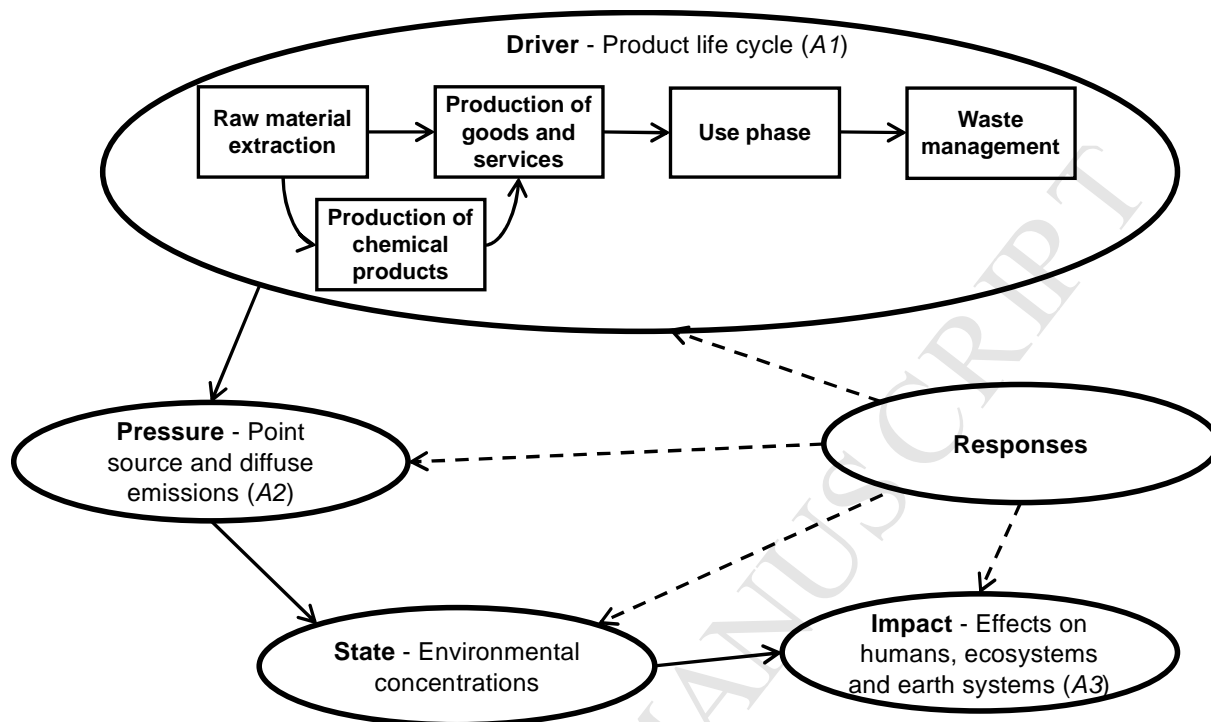 Driver - Product life cycle (A1)
Raw material
extraction
Production of
goods and
services
Use phase
Waste
management
Production of
chemical
products
Pressure - Point
source and diffuse
emissions (A2)
Responses
State - Environmental
concentrations
Impact - Effects on
humans, ecosystems
and earth systems (A3)
MANUSCRIPT